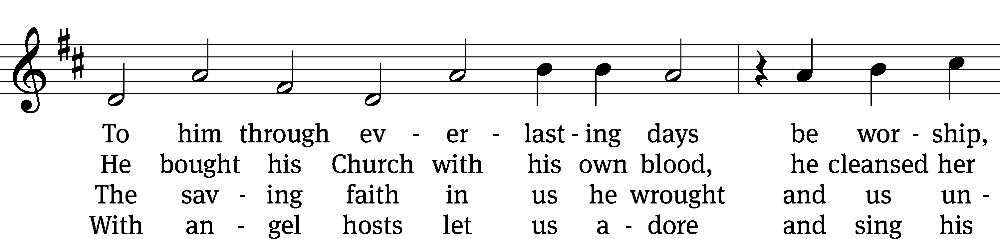 To him through ev - er - last - ing days be wor - ship,
He bought his Church with his own blood, he cleansed her
The sav - ing faith in us he wrought and us un -
With an - gel hosts let us a - dore and sing his